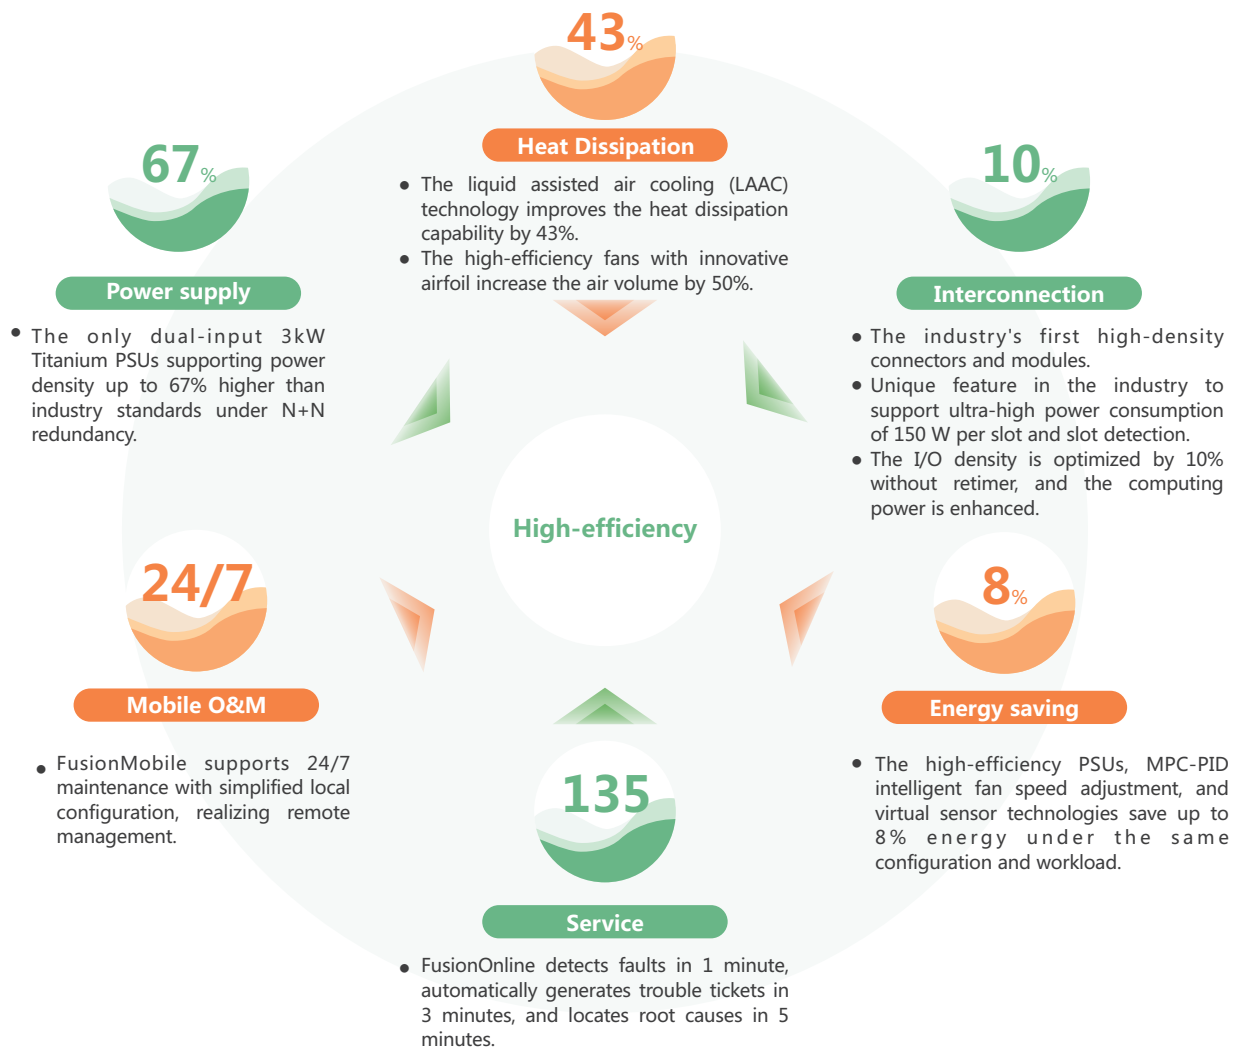 43%
Heat Dissipation
● The liquid assisted air cooling (LAAC)
technology improves the heat dissipation
capability by 43%.
● The high-efficiency fans with innovative
airfoil increase the air volume by 50%.
67%
Power supply
● The only dual-input 3kW
Titanium PSUs supporting power
density up to 67% higher than
industry standards under N+N
redundancy.
10%
Interconnection
● The industry's first high-density
connectors and modules.
● Unique feature in the industry to
support ultra-high power consumption
of 150 W per slot and slot detection.
● The I/O density is optimized by 10%
without retimer, and the computing
power is enhanced.
High-efficiency
24/7
Mobile O&M
● FusionMobile supports 24/7
maintenance with simplified local
configuration, realizing remote
management.
8%
Energy saving
● The high-efficiency PSUs, MPC-PID
intelligent fan speed adjustment, and
virtual sensor technologies save up to
8% energy under the same
configuration and workload.
135
Service
● FusionOnline detects faults in 1 minute,
automatically generates trouble tickets in
3 minutes, and locates root causes in 5
minutes.